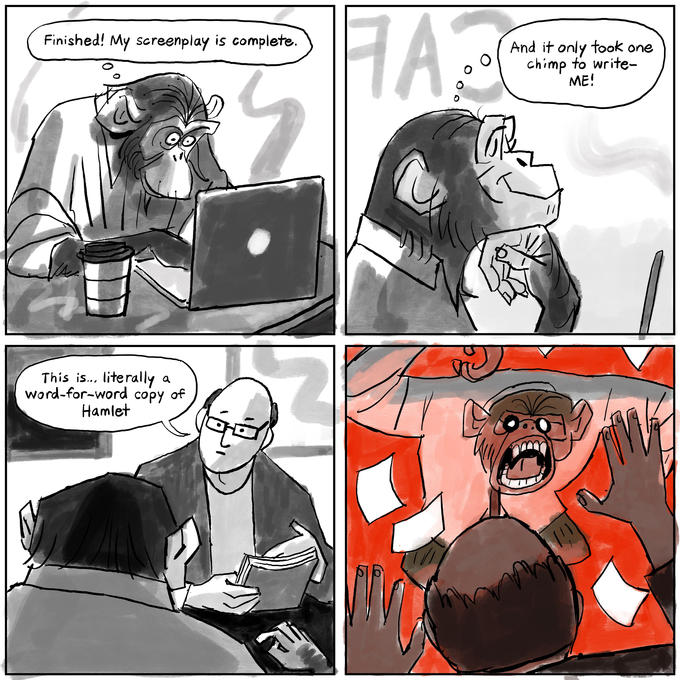 Finished! My screenplay is complete.
And it only took one
chimp to write–
ME!
CAF
This is... literally a
word-for-word copy of
Hamlet